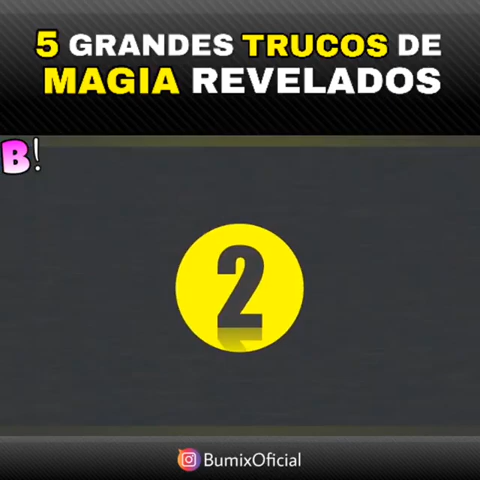 5 GRANDES TRUCOS DE
MAGIA REVELADOS
B!
2
BumixOficial